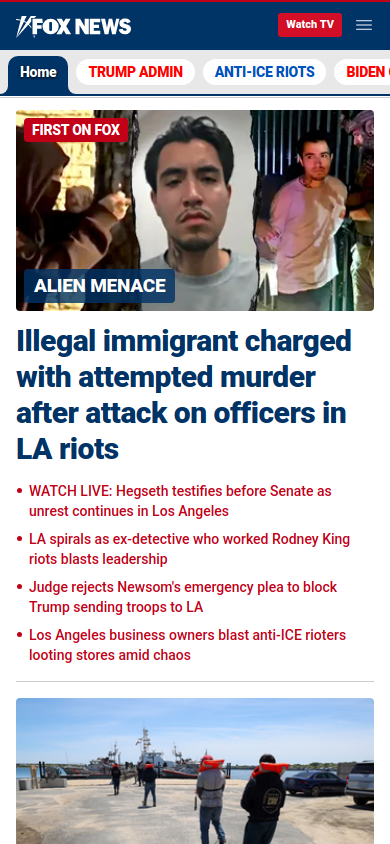 FOX NEWS
Watch TV
Home
TRUMP ADMIN
ANTI-ICE RIOTS
BIDEN
FIRST ON FOX
ALIEN MENACE
Illegal immigrant charged
with attempted murder
after attack on officers in
LA riots
• WATCH LIVE: Hegseth testifies before Senate as
unrest continues in Los Angeles
• LA spirals as ex-detective who worked Rodney King
riots blasts leadership
• Judge rejects Newsom's emergency plea to block
Trump sending troops to LA
• Los Angeles business owners blast anti-ICE rioters
looting stores amid chaos